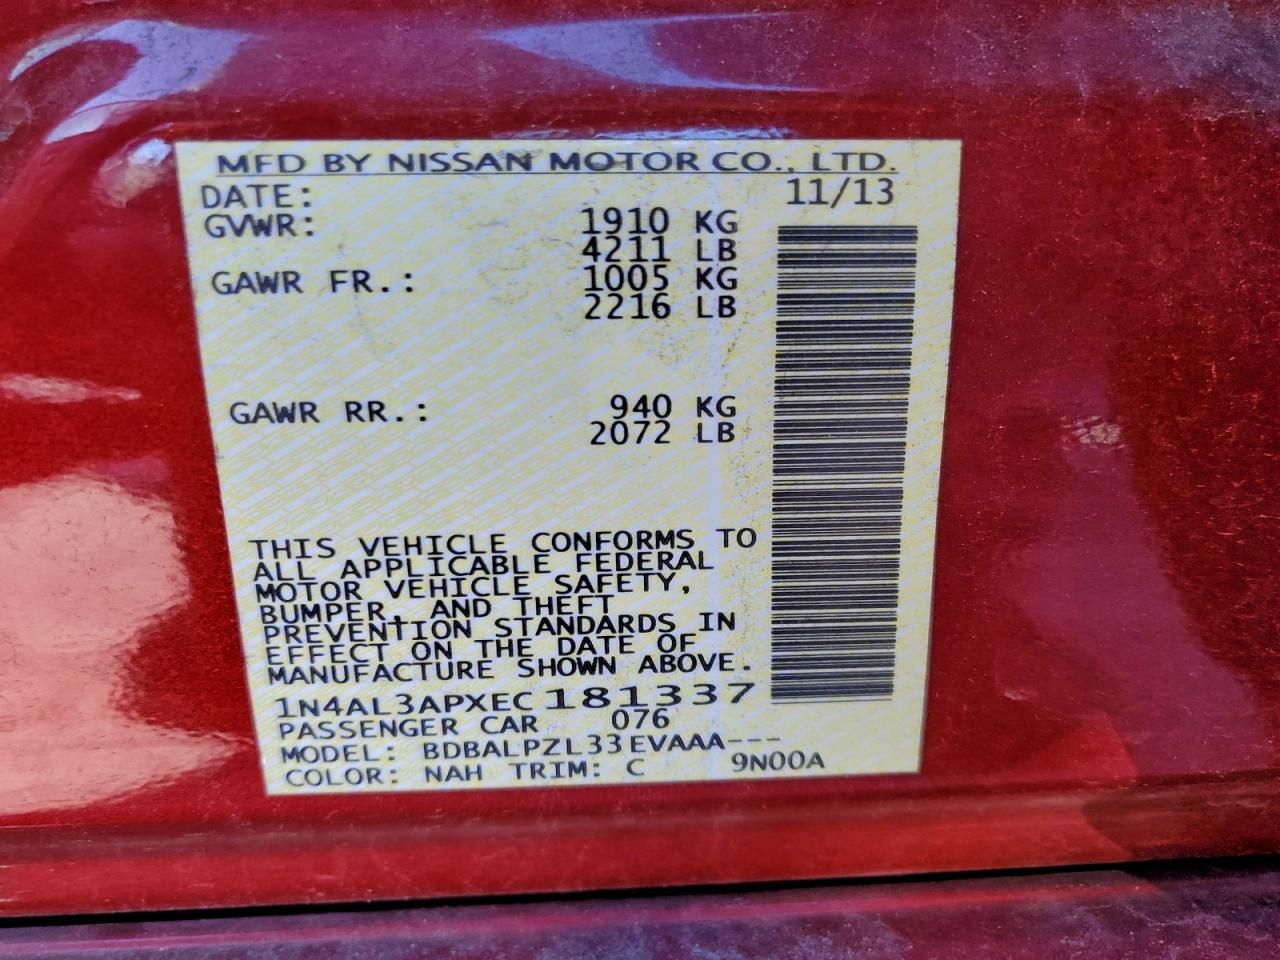 MFD BY NISSAN MOTOR CO., LTD.
DATE: 11/13
GVWR: 1910 KG
4211 LB
GAWR FR.: 1005 KG
2216 LB
GAWR RR.: 940 KG
2072 LB
THIS VEHICLE CONFORMS TO
ALL APPLICABLE FEDERAL
MOTOR VEHICLE SAFETY,
BUMPER, AND THEFT
PREVENTION STANDARDS IN
EFFECT ON THE DATE OF
MANUFACTURE SHOWN ABOVE.
1N4AL3APXEC181337
PASSENGER CAR 076
MODEL: BDBALPZL33EVAAA---
COLOR: NAH TRIM: C 9N00A